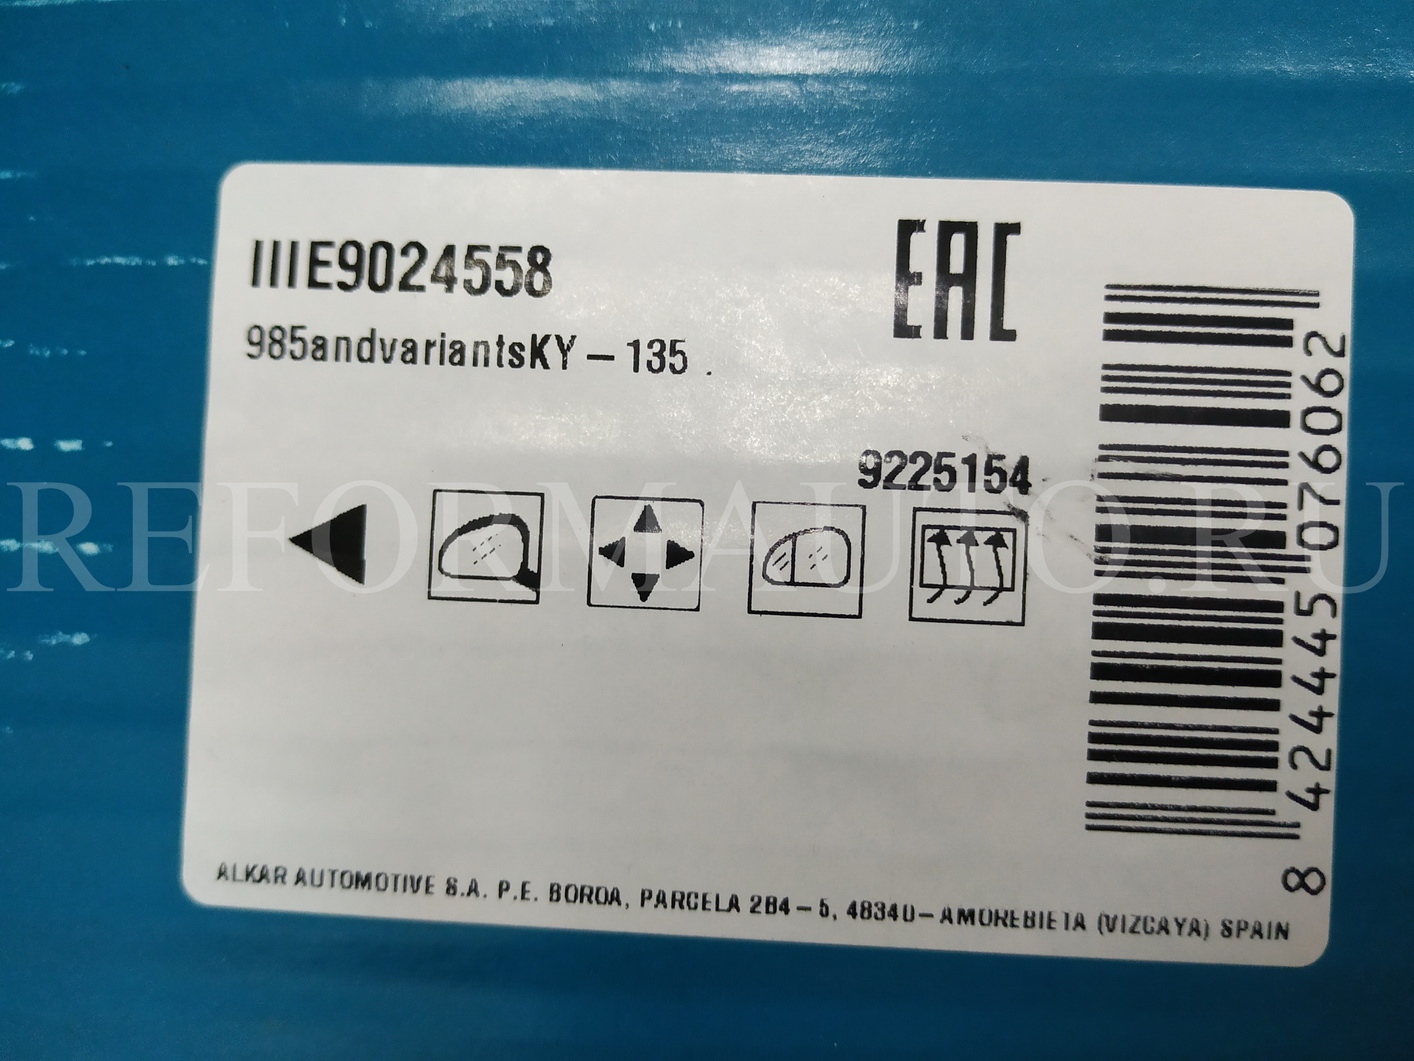 IIIE9024558
EAC
985andvariantsKY – 135 .
9225154
8 424445 076062
REFORMAUTO.RU
ALKAR AUTOMOTIVE S.A. P.E. BOROA, PARCELA 2B4 – 5, 48340 – AMOREBIETA (VIZCAYA) SPAIN